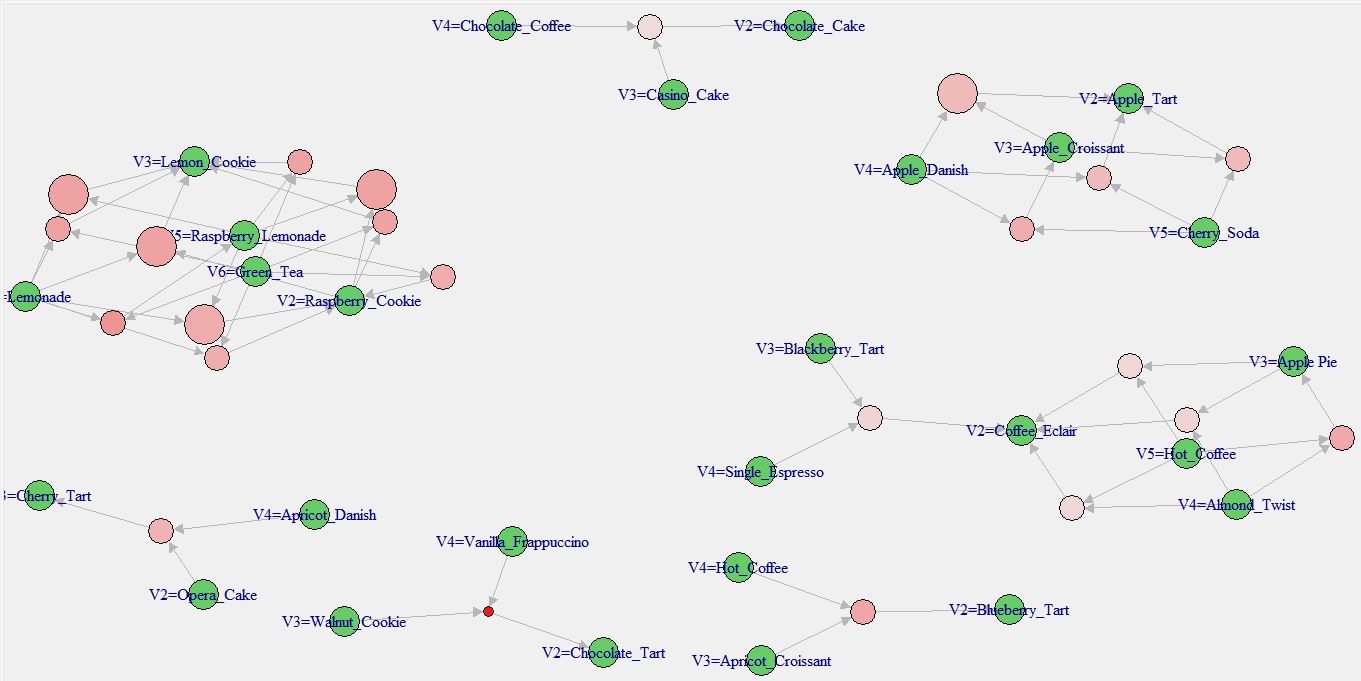 V4=Chocolate_Coffee
V2=Chocolate_Cake
V3=Casino_Cake
V2=Apple_Tart
V3=Apple_Croissant
V4=Apple_Danish
V5=Cherry_Soda
V3=Lemon_Cookie
V5=Raspberry_Lemonade
V6=Green_Tea
=Lemonade
V2=Raspberry_Cookie
V3=Blackberry_Tart
V3=Apple Pie
V2=Coffee_Eclair
V5=Hot_Coffee
V4=Single_Espresso
V4=Almond_Twist
3=Cherry_Tart
V4=Apricot_Danish
V4=Vanilla_Frappuccino
V4=Hot_Coffee
V2=Opera_Cake
V2=Blueberry_Tart
V3=Walnut_Cookie
V2=Chocolate_Tart
V3=Apricot_Croissant